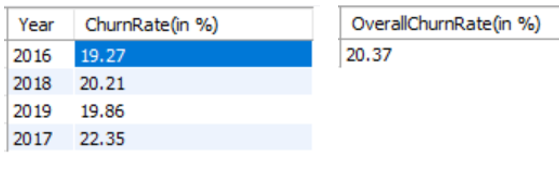 Year ChurnRate(in %)
2016 19.27
2018 20.21
2019 19.86
2017 22.35
OverallChurnRate(in %)
20.37